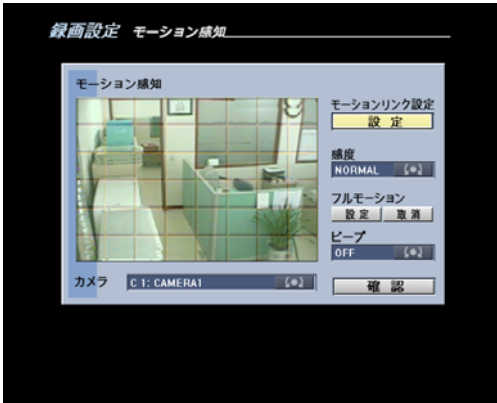 録画設定 モーション感知
モーション感知
モーションリンク設定
設 定
感度
NORMAL
フルモーション
設 定 取 消
ビープ
OFF
カメラ C 1: CAMERA1
確 認